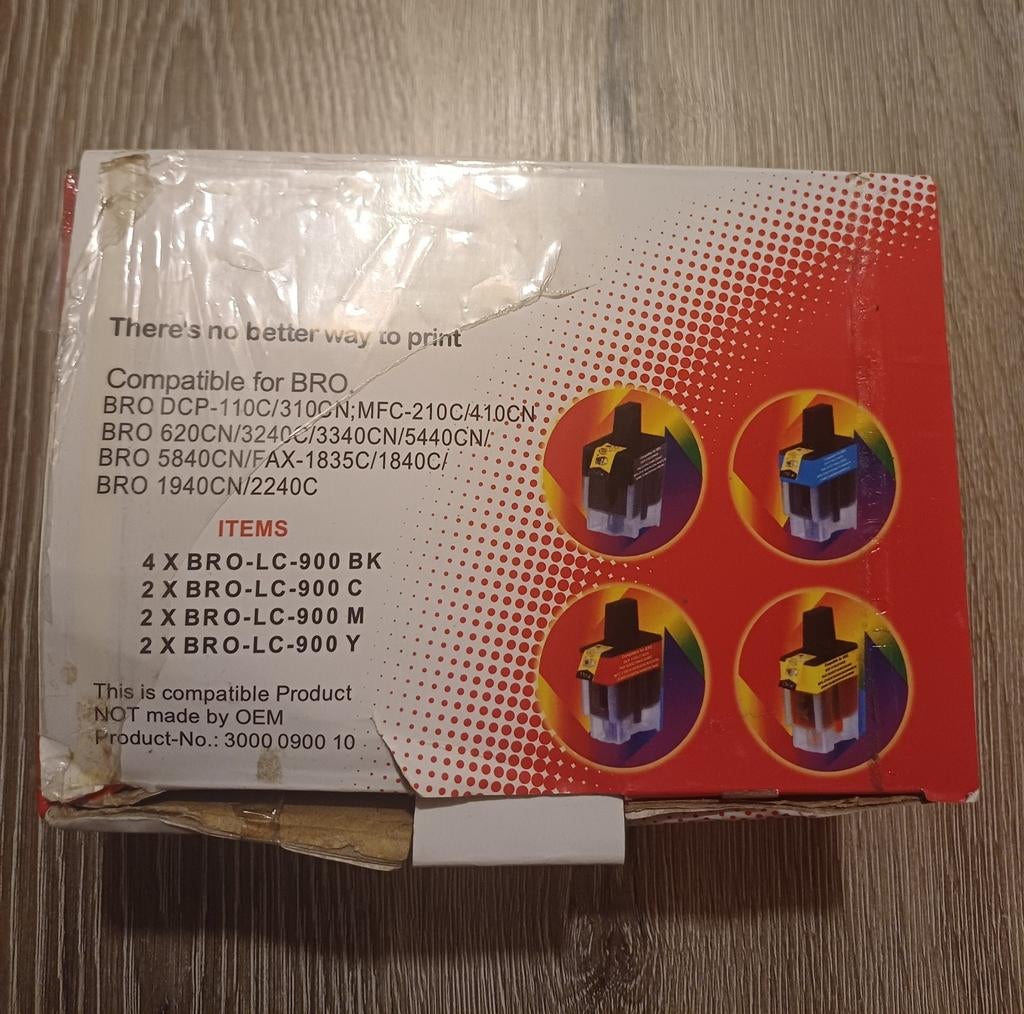 There's no better way to print
Compatible for BRO.
BRO DCP-110C/310CN;MFC-210C/410CN
BRO 620CN/3240C/3340CN/5440CN/
BRO 5840CN/FAX-1835C/1840C/
BRO 1940CN/2240C
ITEMS
4 X BRO-LC-900 BK
2 X BRO-LC-900 C
2 X BRO-LC-900 M
2 X BRO-LC-900 Y
This is compatible Product
NOT made by OEM
Product-No.: 3000 0900 10